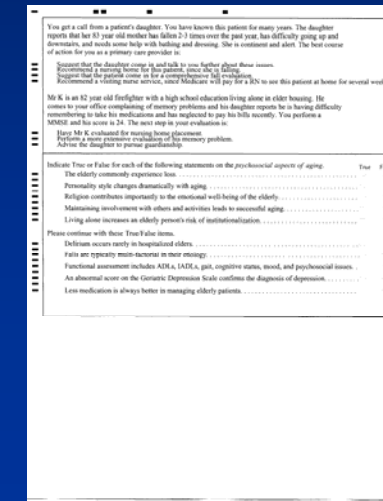 You get a call from a patient's daughter. You have known this patient for many years. The daughter
reports that her 83 year old mother has fallen 2-3 times over the past year, has difficulty going up and
downstairs, and needs some help with bathing and dressing. She is continent and alert. The best course
of action for you as a primary care provider is:
Suggest that the daughter come in and talk to you further about these issues.
Recommend a nursing home for this patient, since she is falling.
Suggest that the patient come in for a comprehensive fall evaluation.
Recommend a visiting nurse service, since Medicare will pay for a RN to see this patient at home for several
Mr K is an 82 year old firefighter with a high school education living alone in elder housing. He
comes to your office complaining of memory problems and his daughter reports he is having difficulty
remembering to take his medications and has neglected to pay his bills recently. You perform a
MMSE and his score is 24. The next step in your evaluation is:
Have Mr K evaluated for nursing home placement.
Perform a more extensive evaluation of his memory problem.
Advise the daughter to pursue guardianship.
Indicate True or False for each of the following statements on the psychosocial aspects of aging. True
The elderly commonly experience loss.
Personality style changes dramatically with aging.
Religion contributes importantly to the emotional well-being of the elderly.
Maintaining involvement with others and activities leads to successful aging.
Living alone increases an elderly person's risk of institutionalization.
Please continue with these True/False items.
Delirium occurs rarely in hospitalized elders.
Falls are typically multi-factorial in their etiology.
Functional assessment includes ADLs, IADLs, gait, cognitive status, mood, and psychosocial issues.
An abnormal score on the Geriatric Depression Scale confirms the diagnosis of depression.
Less medication is always better in managing elderly patients.